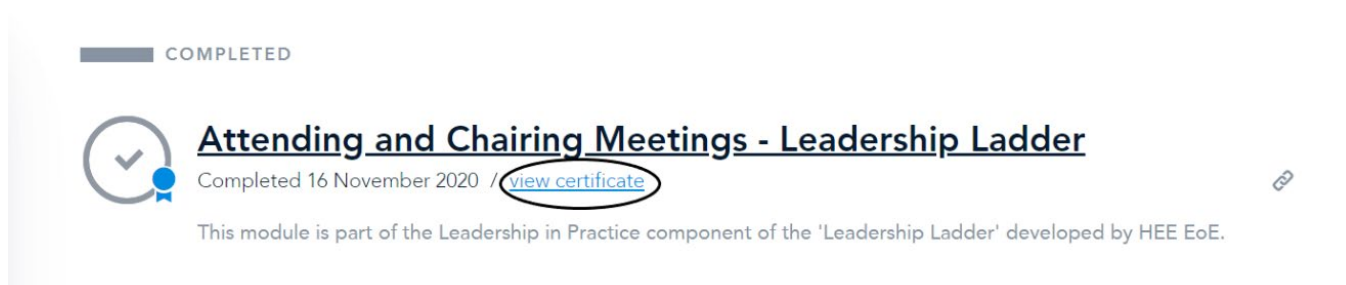 COMPLETED
Attending and Chairing Meetings - Leadership Ladder
Completed 16 November 2020 / view certificate
This module is part of the Leadership in Practice component of the 'Leadership Ladder' developed by HEE EoE.